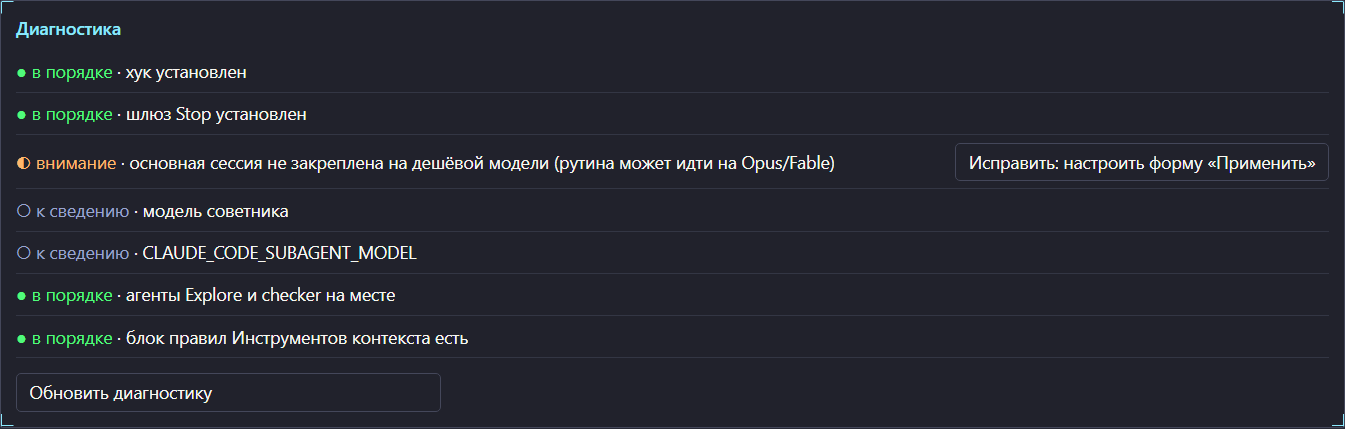 Диагностика
● в порядке · хук установлен
● в порядке · шлюз Stop установлен
◐ внимание · основная сессия не закреплена на дешёвой модели (рутина может идти на Opus/Fable) Исправить: настроить форму «Применить»
○ к сведению · модель советника
○ к сведению · CLAUDE_CODE_SUBAGENT_MODEL
● в порядке · агенты Explore и checker на месте
● в порядке · блок правил Инструментов контекста есть
Обновить диагностику